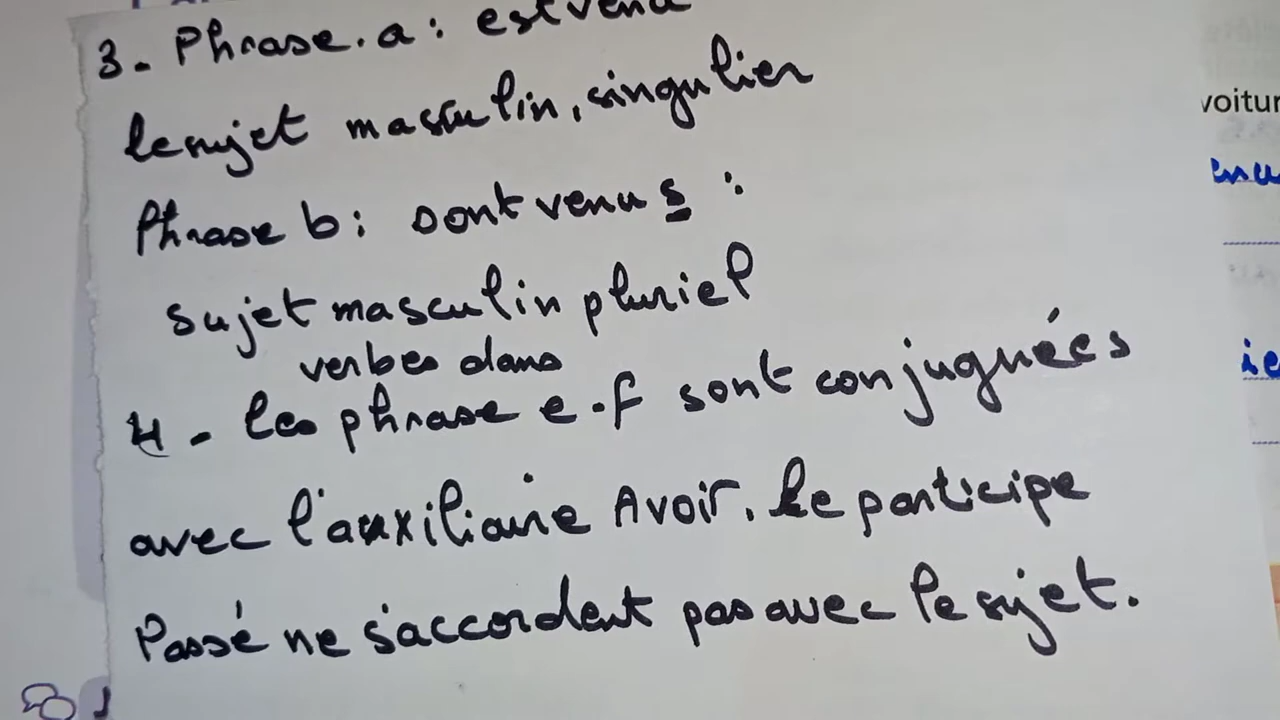 3. Phrase.a: est venu
le sujet masculin, singulier
Phrase b: sont venus :
sujet masculin pluriel
verbes dans
4. les phrase e.f sont conjuguées
avec l'auxiliaire Avoir. le participe
Passé ne s'accordent pas avec le sujet.
voitur